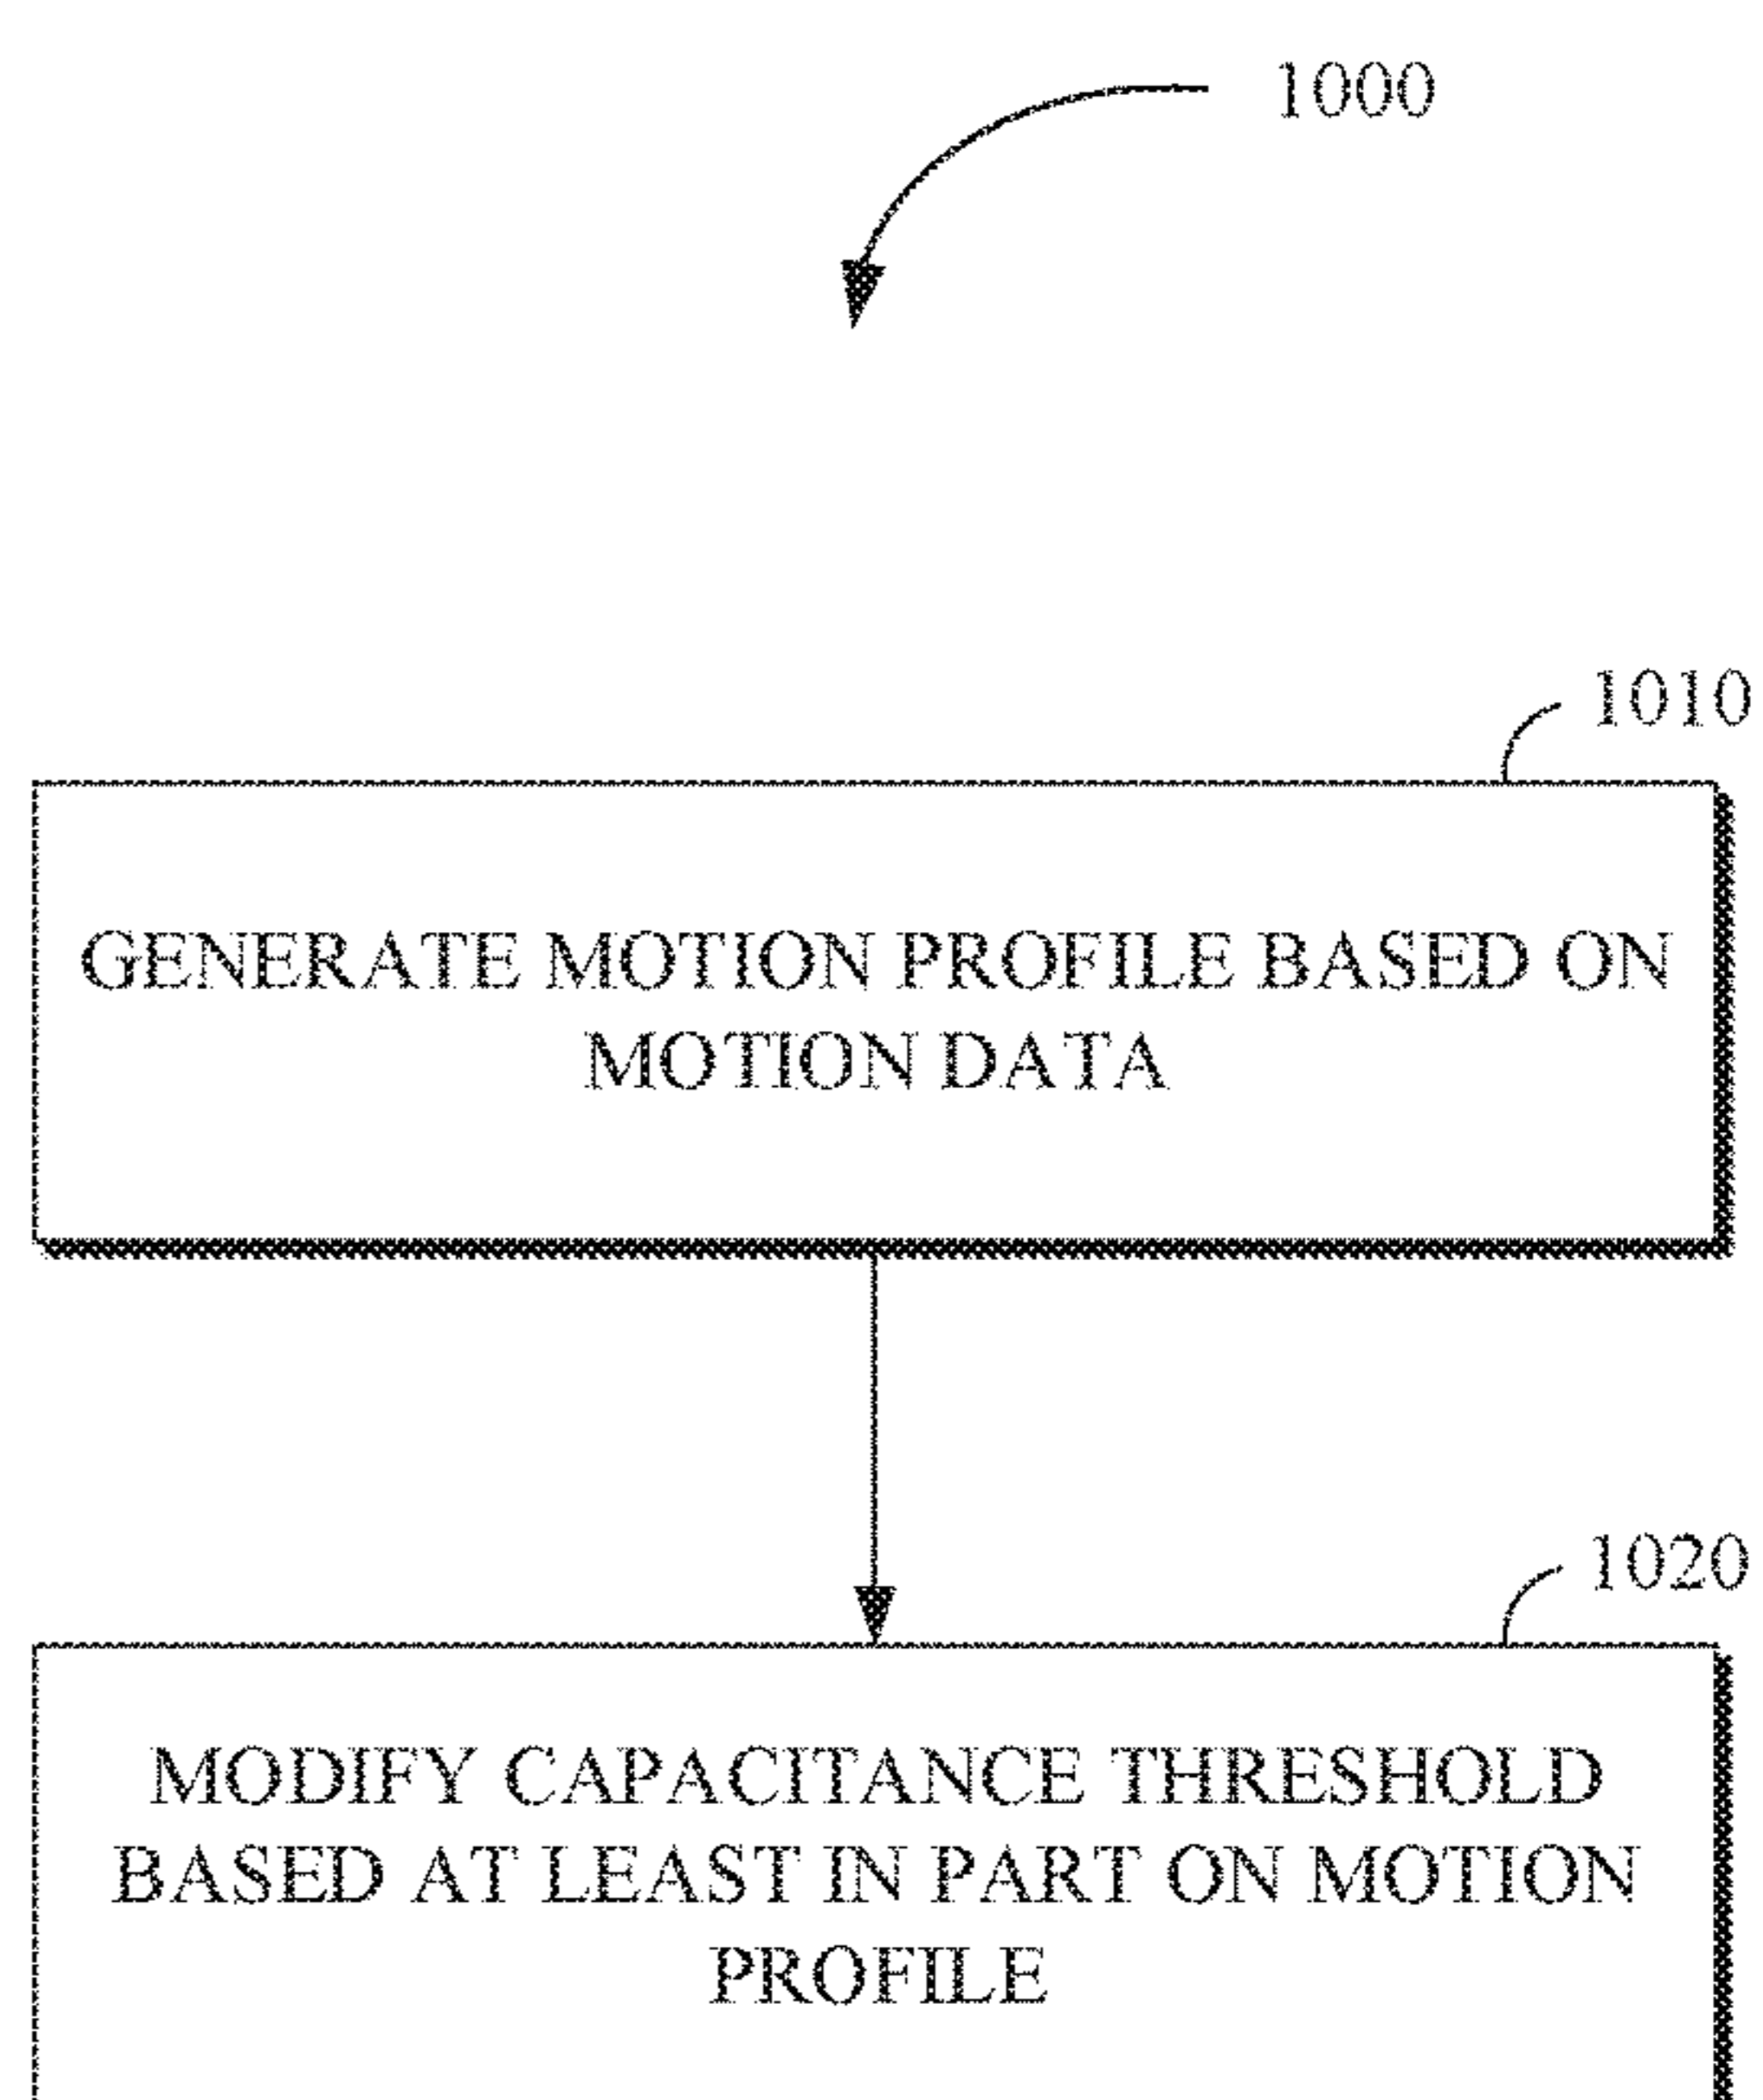 1000
1010
GENERATE MOTION PROFILE BASED ON
MOTION DATA
1020
MODIFY CAPACITANCE THRESHOLD
BASED AT LEAST IN PART ON MOTION
PROFILE